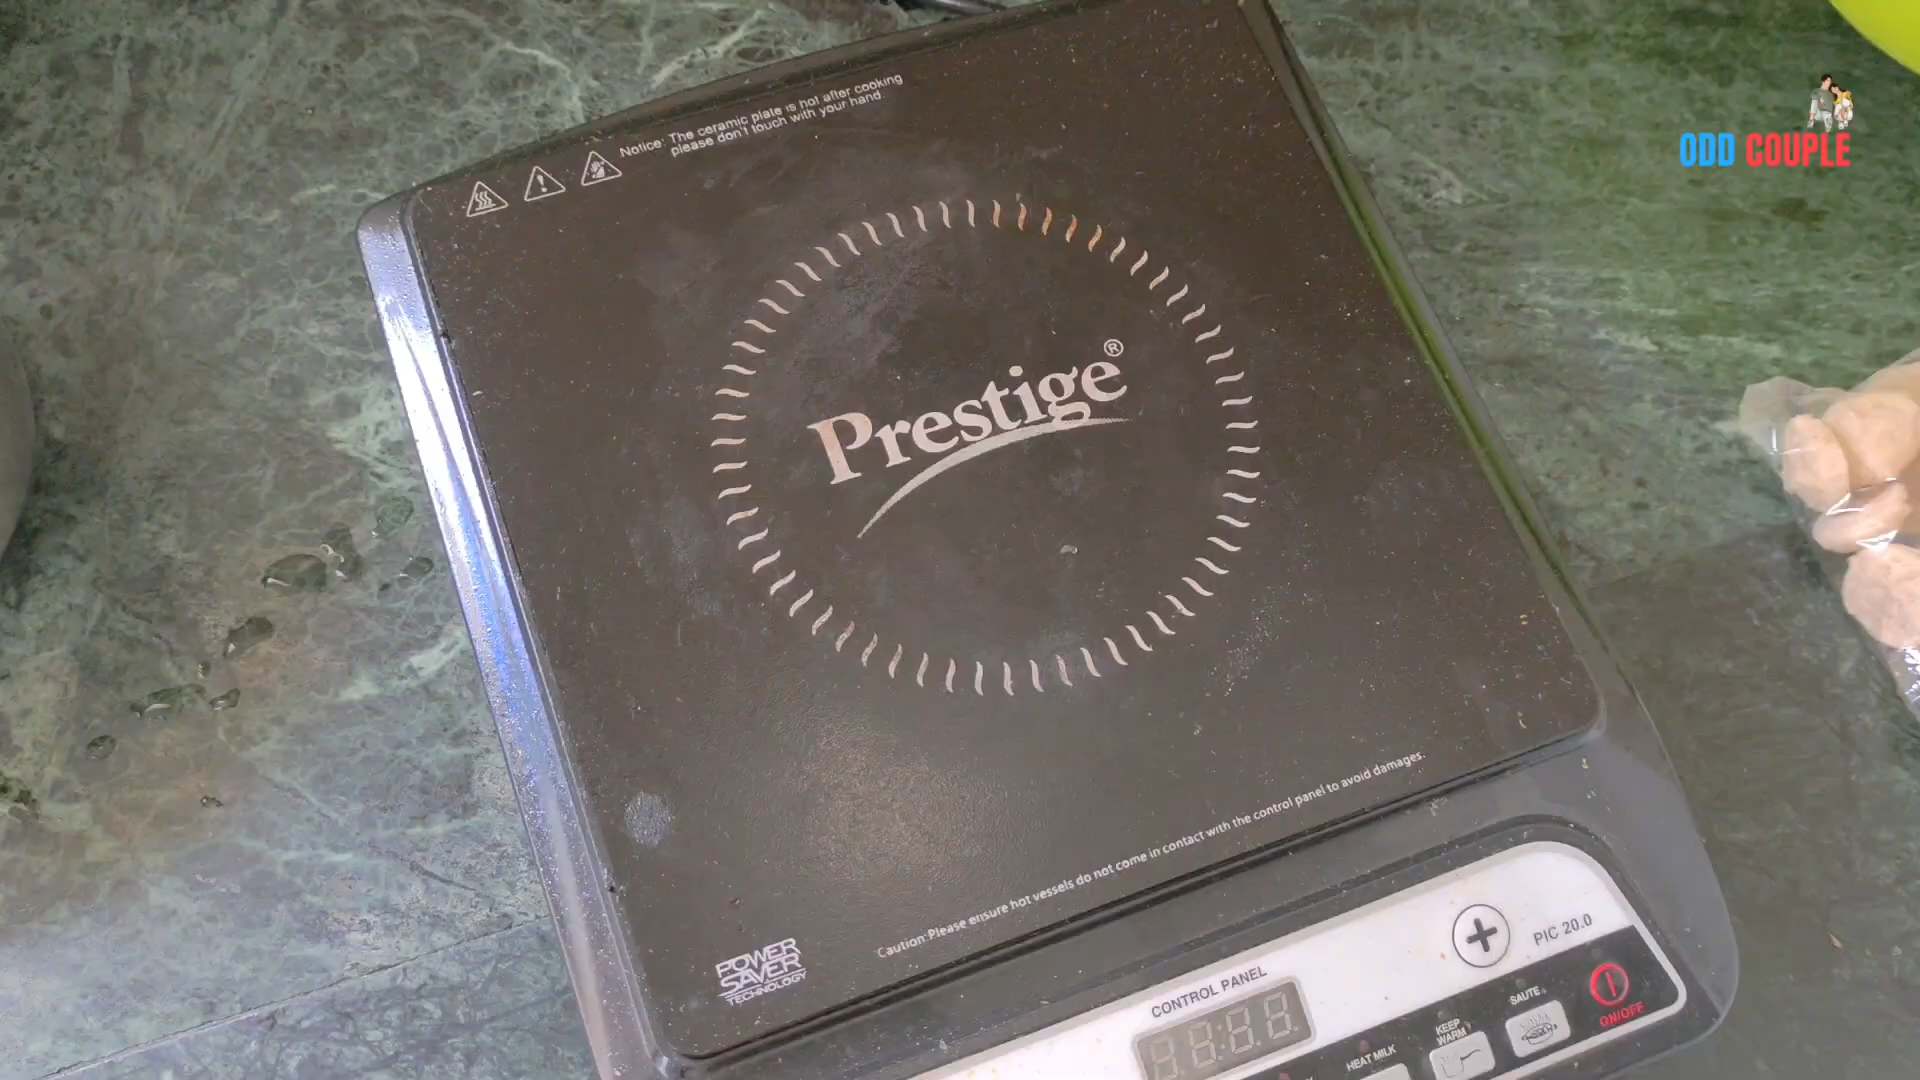 ODD COUPLE
Notice: The ceramic plate is hot after cooking
please don't touch with your hand.
Prestige®
Caution:Please ensure hot vessels do not come in contact with the control panel to avoid damages.
POWER
SAVER
TECHNOLOGY
PIC 20.0
CONTROL PANEL
SAUTE
ON/OFF
KEEP
WARM
HEAT MILK